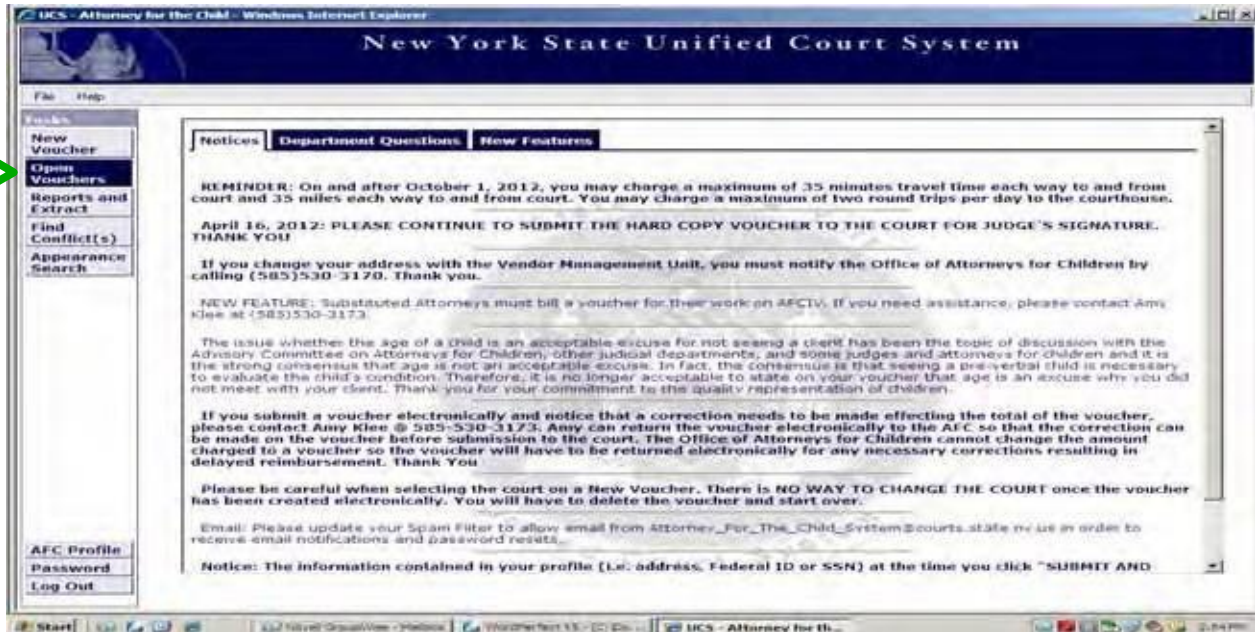 UCS - Attorney for the Child - Windows Internet Explorer
New York State Unified Court System
File Help
Tasks
New
Voucher
Open
Vouchers
Reports and
Extract
Find
Conflict(s)
Appearance
Search
Notices Department Questions New Features
REMINDER: On and after October 1, 2012, you may charge a maximum of 35 minutes travel time each way to and from
court and 35 miles each way to and from court. You may charge a maximum of two round trips per day to the courthouse.
April 16, 2012: PLEASE CONTINUE TO SUBMIT THE HARD COPY VOUCHER TO THE COURT FOR JUDGE'S SIGNATURE.
THANK YOU
If you change your address with the Vendor Management Unit, you must notify the Office of Attorneys for Children by
calling (585)530-3170. Thank you.
NEW FEATURE: Substituted Attorneys must bill a voucher for their work on AFCIV. If you need assistance, please contact Amy
Klee at (585)530-3173
The issue whether the age of a child is an acceptable excuse for not seeing a client has been the topic of discussion with the
Advisory Committee on Attorneys for Children, other judicial departments, and some judges and attorneys for children and it is
the strong consensus that age is not an acceptable excuse. In fact, the consensus is that seeing a pre-verbal child is necessary
to evaluate the child's condition. Therefore, it is no longer acceptable to state on your voucher that age is an excuse why you did
not meet with your client. Thank you for your commitment to the quality representation of children.
If you submit a voucher electronically and notice that a correction needs to be made effecting the total of the voucher,
please contact Amy Klee @ 585-530-3173. Amy can return the voucher electronically to the AFC so that the correction can
be made on the voucher before submission to the court. The Office of Attorneys for Children cannot change the amount
charged to a voucher so the voucher will have to be returned electronically for any necessary corrections resulting in
delayed reimbursement. Thank You
Please be careful when selecting the court on a New Voucher. There is NO WAY TO CHANGE THE COURT once the voucher
has been created electronically. You will have to delete the voucher and start over.
Email: Please update your Spam Filter to allow email from Attorney_For_The_Child_System@courts.state.ny.us in order to
receive email notifications and password resets.
Notice: The information contained in your profile (i.e. address, Federal ID or SSN) at the time you click "SUBMIT AND
AFC Profile
Password
Log Out
Start Novell GroupWise - Mailbox UCS - Attorney for th...